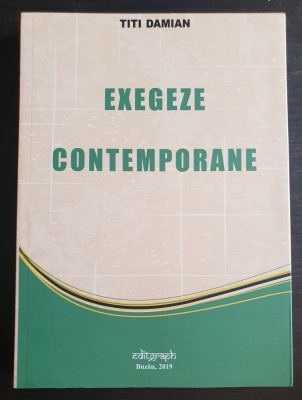 TITI DAMIAN
EXEGEZE
CONTEMPORANE
editgraph
Buzău, 2019